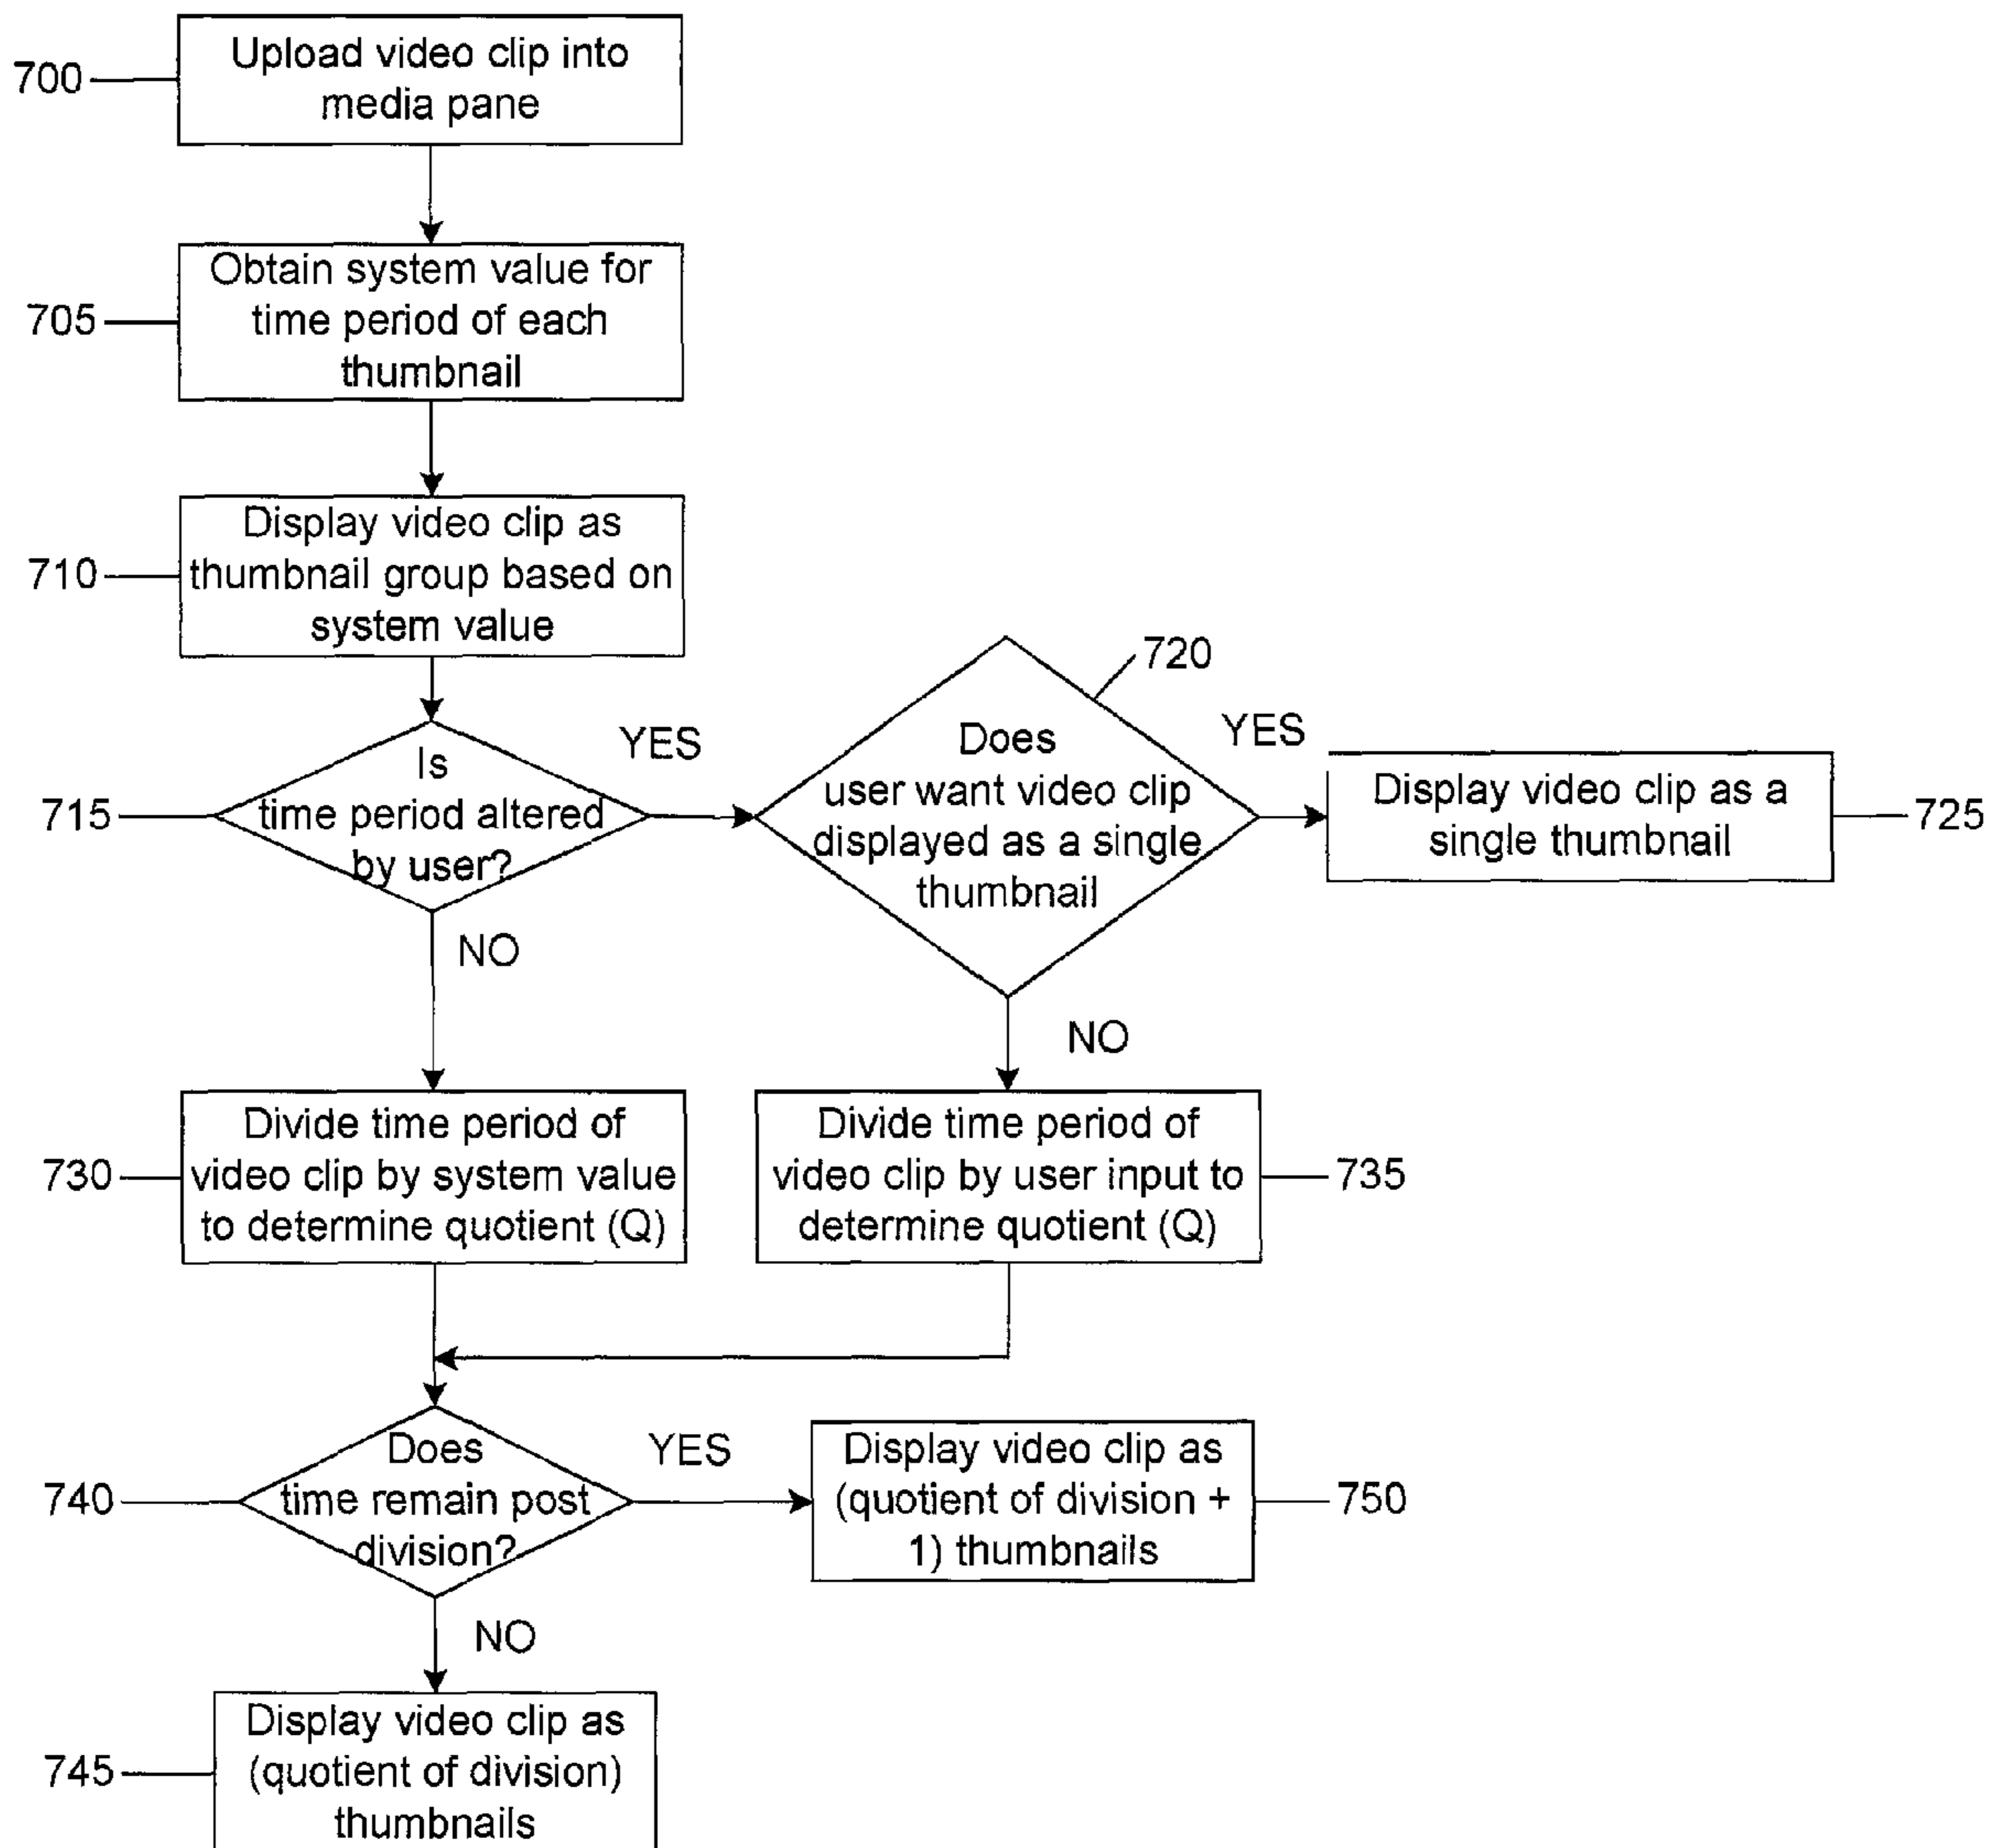 700
Upload video clip into
media pane
705
Obtain system value for
time period of each
thumbnail
710
Display video clip as
thumbnail group based on
system value
715
Is
time period altered
by user?
YES
NO
720
Does
user want video clip
displayed as a single
thumbnail
YES
NO
Display video clip as a
single thumbnail
725
730
Divide time period of
video clip by system value
to determine quotient (Q)
Divide time period of
video clip by user input to
determine quotient (Q)
735
740
Does
time remain post
division?
YES
NO
Display video clip as
(quotient of division +
1) thumbnails
750
745
Display video clip as
(quotient of division)
thumbnails